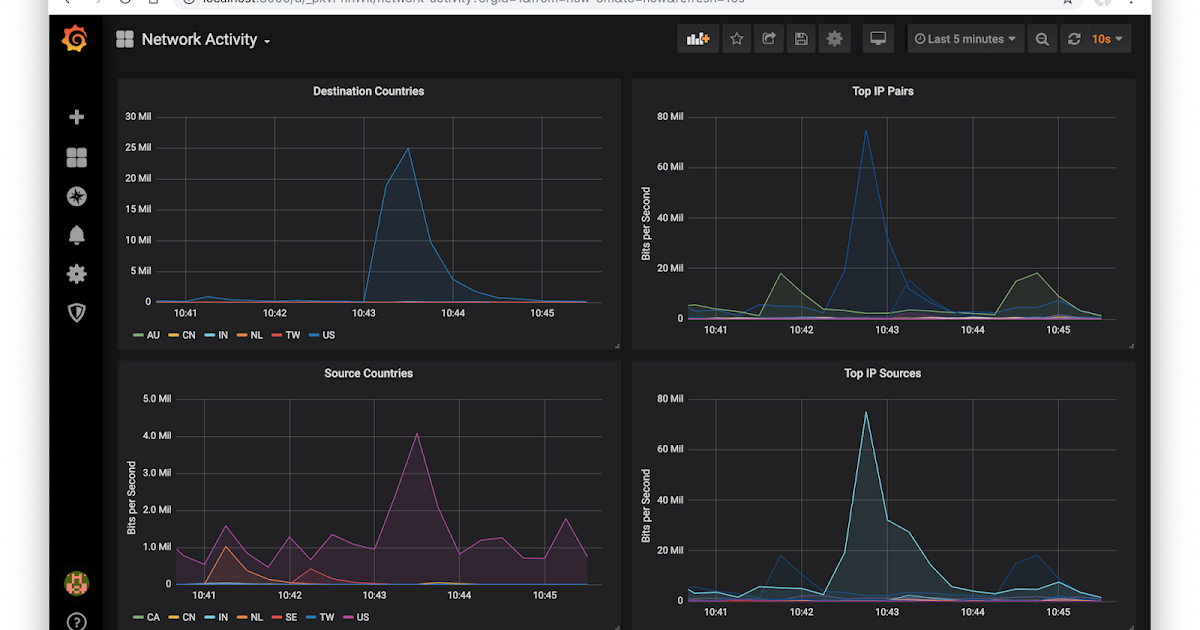 Network Activity
Last 5 minutes
10s
Destination Countries
30 Mil
25 Mil
20 Mil
15 Mil
10 Mil
5 Mil
0
10:41 10:42 10:43 10:44 10:45
AU CN IN NL TW US
Top IP Pairs
Bits per Second
80 Mil
60 Mil
40 Mil
20 Mil
0
10:41 10:42 10:43 10:44 10:45
Source Countries
Bits per Second
5.0 Mil
4.0 Mil
3.0 Mil
2.0 Mil
1.0 Mil
0
10:41 10:42 10:43 10:44 10:45
CA CN IN NL SE TW US
Top IP Sources
Bits per Second
80 Mil
60 Mil
40 Mil
20 Mil
0
10:41 10:42 10:43 10:44 10:45